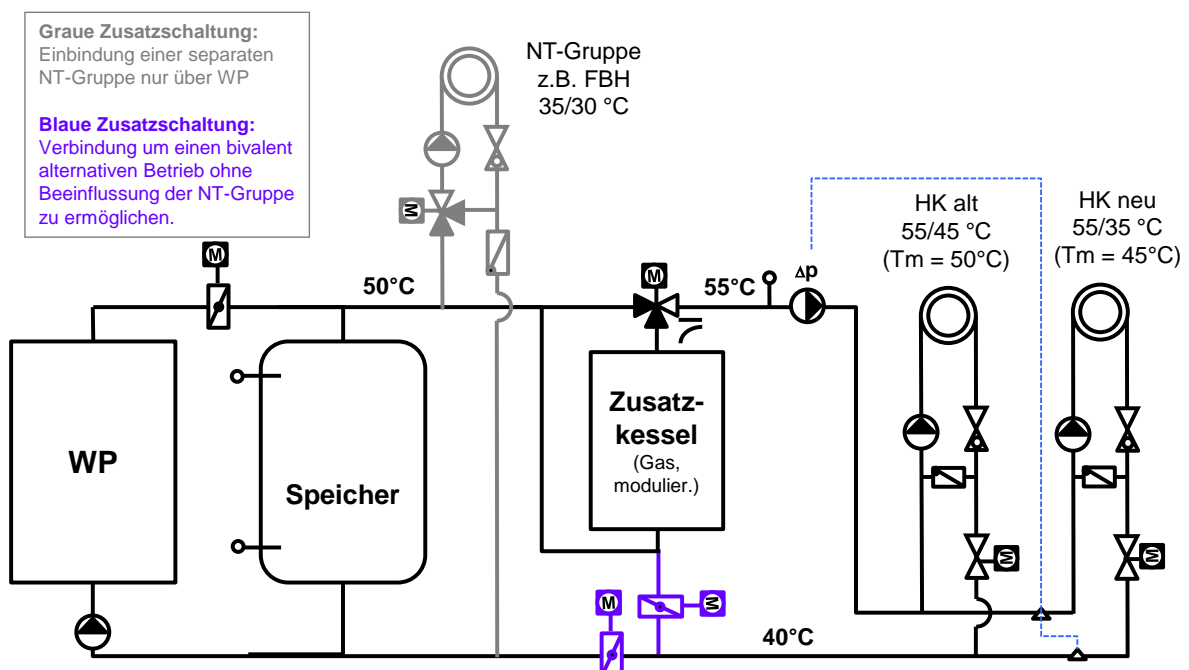 Graue Zusatzschaltung:
Einbindung einer separaten
NT-Gruppe nur über WP
Blaue Zusatzschaltung:
Verbindung um einen bivalent
alternativen Betrieb ohne
Beeinflussung der NT-Gruppe
zu ermöglichen.
NT-Gruppe
z.B. FBH
35/30 °C
M
HK alt
55/45 °C
(Tm = 50°C)
HK neu
55/35 °C
(Tm = 45°C)
M
50°C
M
55°C
Δp
WP
Speicher
Zusatz-
kessel
(Gas,
modulier.)
M
M
M
M
40°C